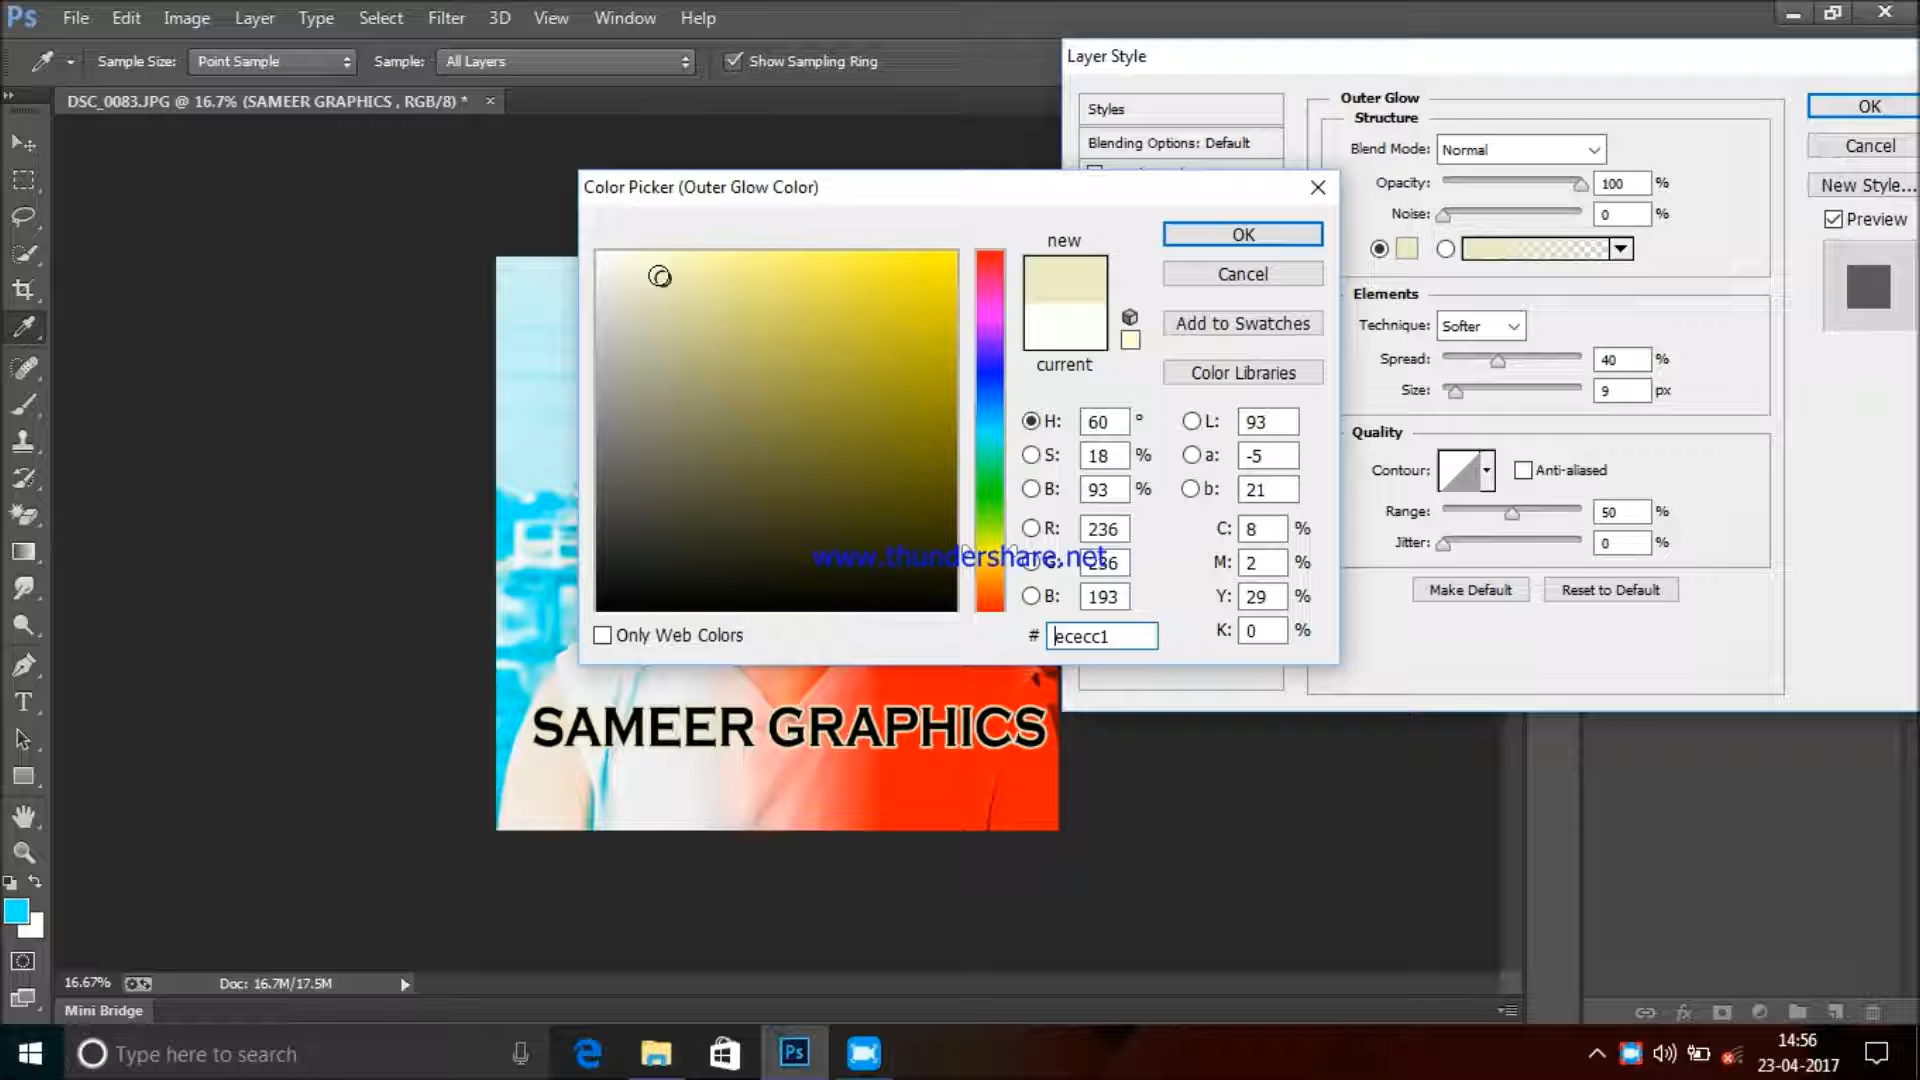 Ps File Edit Image Layer Type Select Filter 3D View Window Help
Sample Size: Point Sample Sample: All Layers Show Sampling Ring
DSC_0083.JPG @ 16.7% (SAMEER GRAPHICS , RGB/8) * ×
Layer Style
Styles
Blending Options: Default
Outer Glow
Structure
Blend Mode: Normal
Opacity: 100 %
Noise: 0 %
OK
Cancel
New Style...
Preview
Elements
Technique: Softer
Spread: 40 %
Size: 9 px
Quality
Contour: Anti-aliased
Range: 50 %
Jitter: 0 %
Make Default Reset to Default
Color Picker (Outer Glow Color)
new
current
OK
Cancel
Add to Swatches
Color Libraries
H: 60 ° L: 93
S: 18 % a: -5
B: 93 % b: 21
R: 236 C: 8 %
G: 236 M: 2 %
B: 193 Y: 29 %
# ececc1 K: 0 %
Only Web Colors
www.thundershare.net
SAMEER GRAPHICS
16.67% Doc: 16.7M/17.5M
Mini Bridge
Type here to search
Ps
14:56
23-04-2017